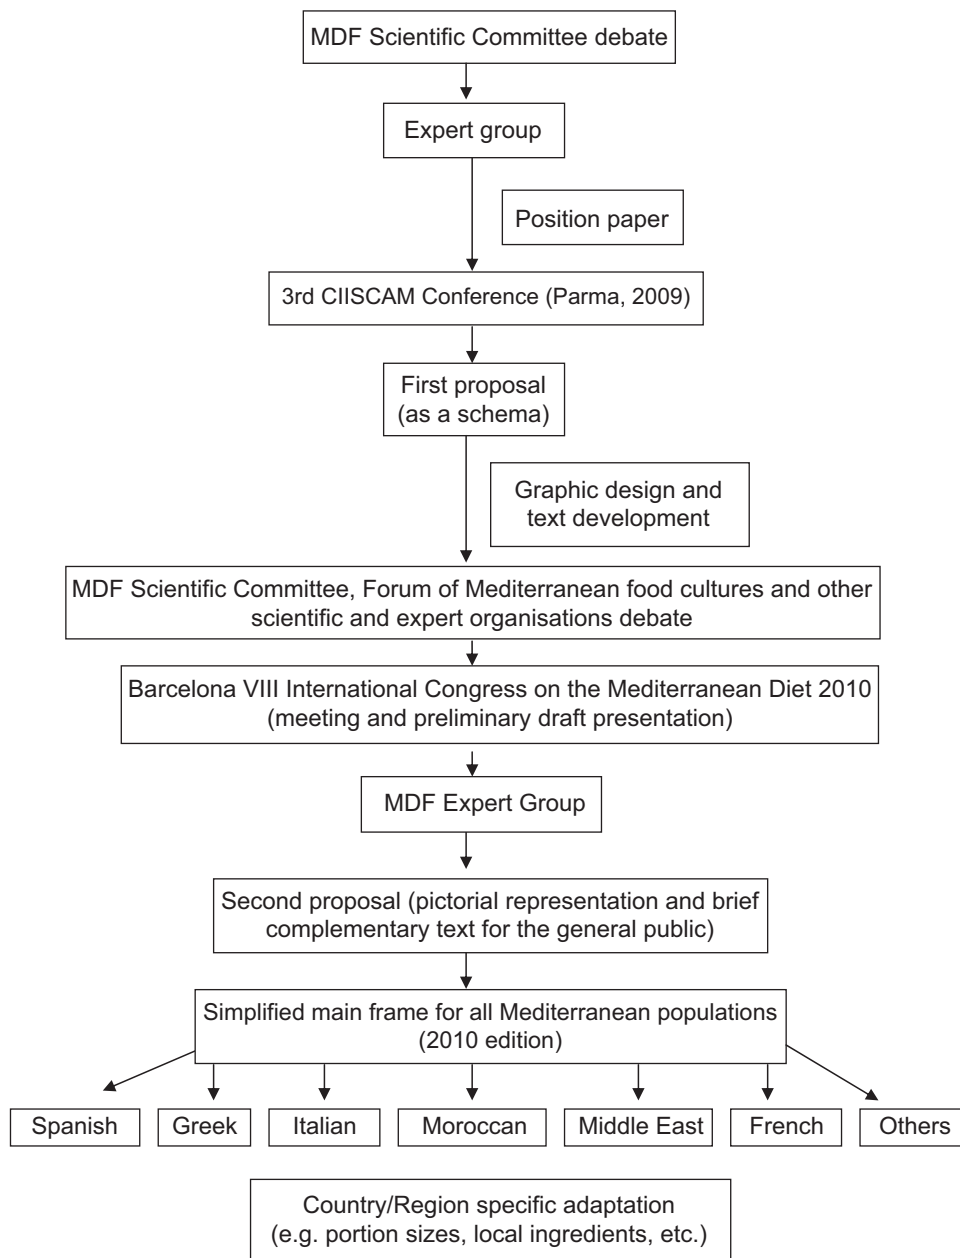 MDF Scientific Committee debate
Expert group
Position paper
3rd CIISCAM Conference (Parma, 2009)
First proposal
(as a schema)
Graphic design and
text development
MDF Scientific Committee, Forum of Mediterranean food cultures and other
scientific and expert organisations debate
Barcelona VIII International Congress on the Mediterranean Diet 2010
(meeting and preliminary draft presentation)
MDF Expert Group
Second proposal (pictorial representation and brief
complementary text for the general public)
Simplified main frame for all Mediterranean populations
(2010 edition)
Spanish Greek Italian Moroccan Middle East French Others
Country/Region specific adaptation
(e.g. portion sizes, local ingredients, etc.)